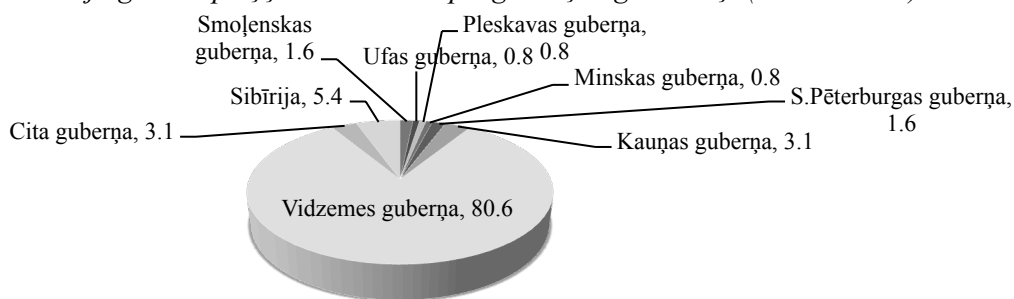 Smoļenskas
guberņa, 1.6
Ufas guberņa, 0.8
Pleskavas guberņa,
0.8
Minskas guberņa, 0.8
Sibīrija, 5.4
S.Pēterburgas guberņa,
1.6
Cita guberņa, 3.1
Kauņas guberņa, 3.1
Vidzemes guberņa, 80.6